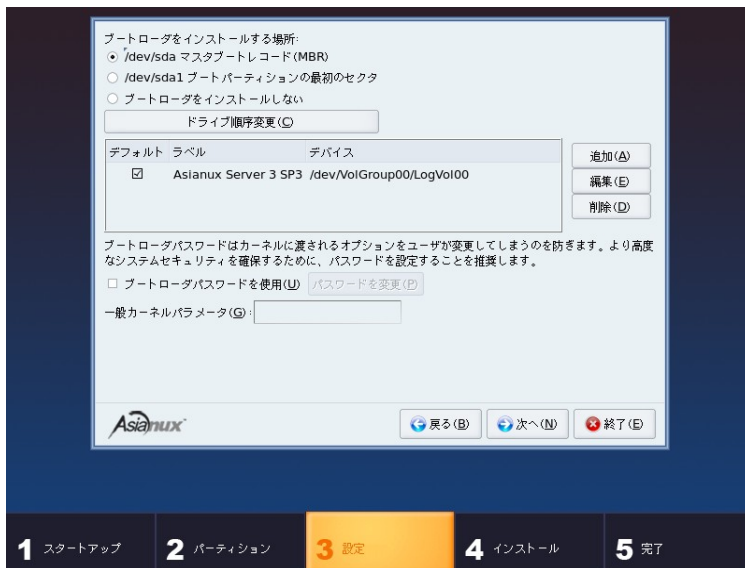 ブートローダをインストールする場所:
/dev/sda マスタブートレコード(MBR)
/dev/sda1 ブートパーティションの最初のセクタ
ブートローダをインストールしない
ドライブ順序変更(C)
デフォルト ラベル デバイス
Asianux Server 3 SP3 /dev/VolGroup00/LogVol00
追加(A)
編集(E)
削除(D)
ブートローダパスワードはカーネルに渡されるオプションをユーザが変更してしまうのを防ぎます。より高度
なシステムセキュリティを確保するために、パスワードを設定することを推奨します。
ブートローダパスワードを使用(U) パスワードを変更(P)
一般カーネルパラメータ(G):
Asianux
戻る(B) 次へ(N) 終了(E)
1 スタートアップ 2 パーティション 3 設定 4 インストール 5 完了